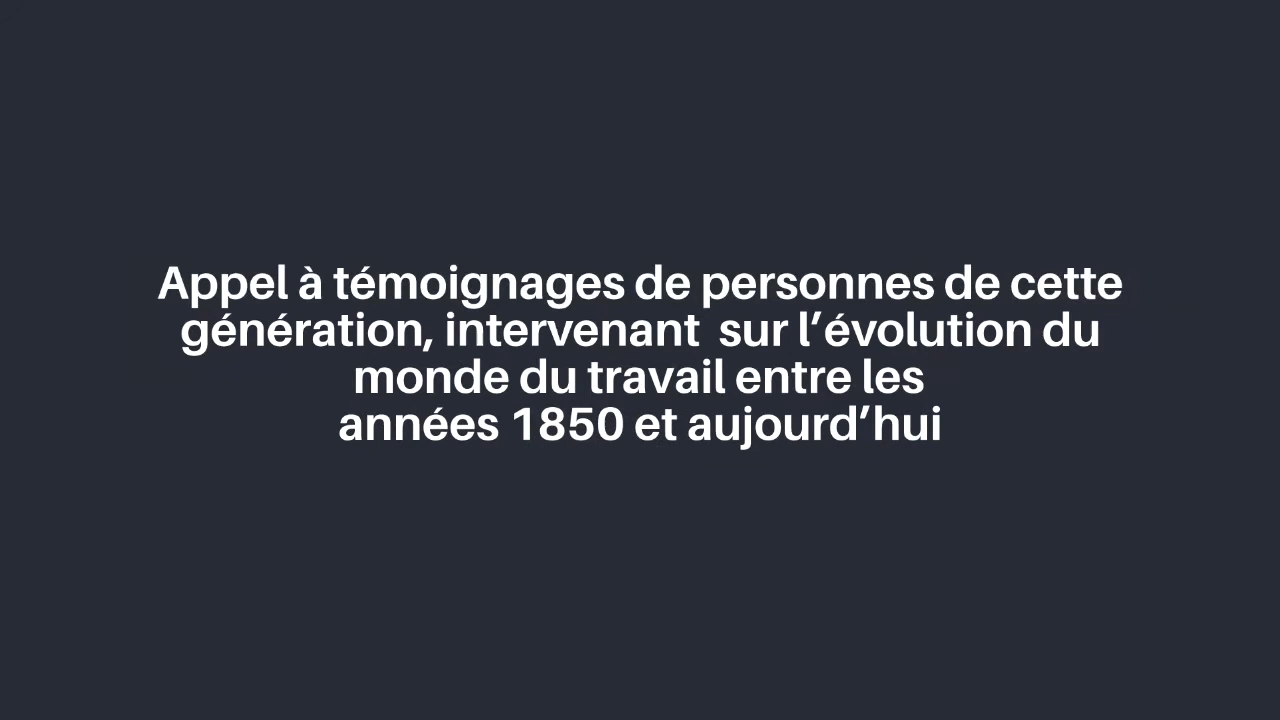 Appel à témoignages de personnes de cette
génération, intervenant  sur l’évolution du
monde du travail entre les
années 1850 et aujourd’hui